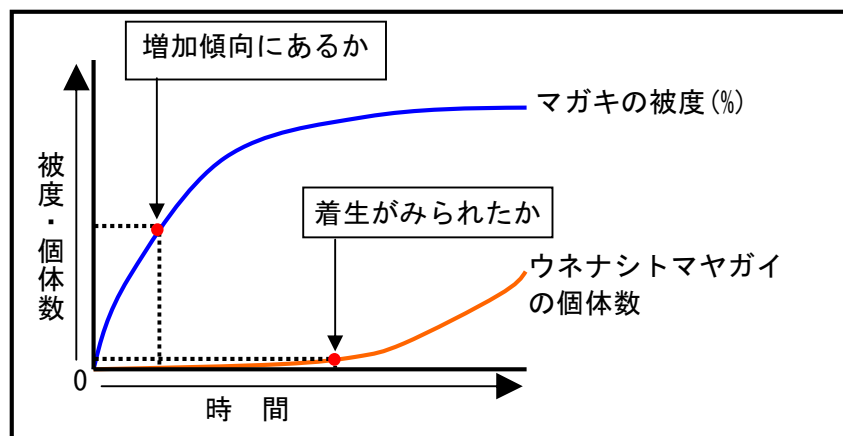 増加傾向にあるか
マガキの被度(%)
着生がみられたか
ウネナシトマヤガイ
の個体数
被度・個体数
0
時　間